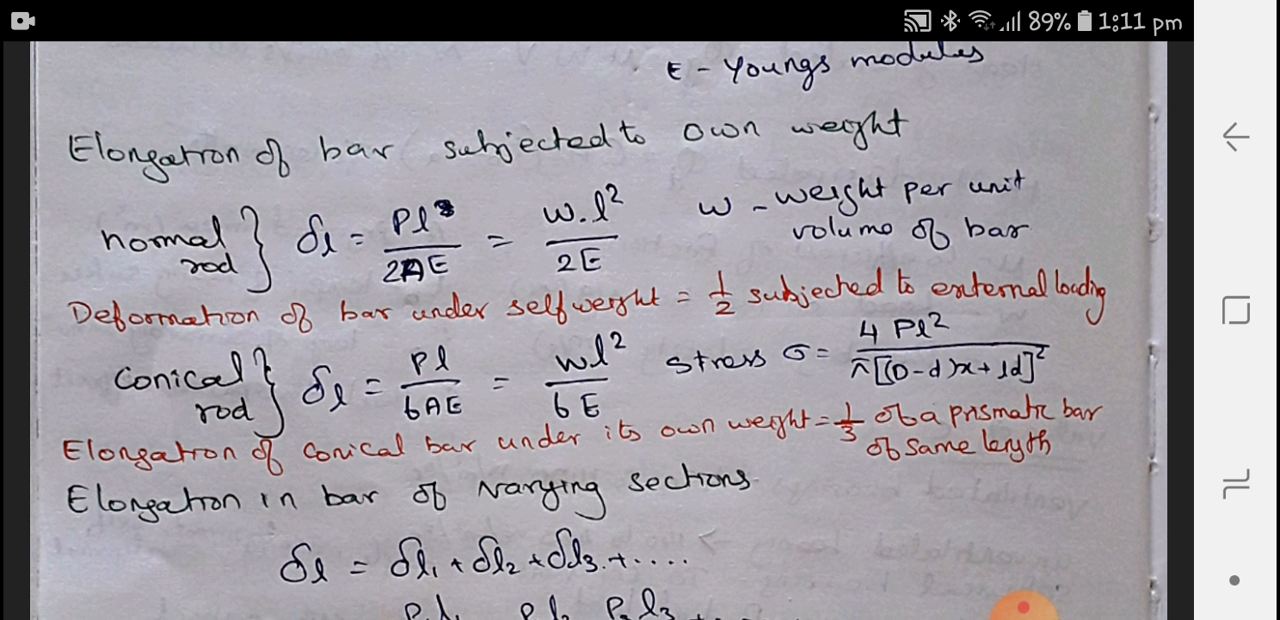 89% 1:11 pm
E - Youngs modules
Elongation of bar subjected to own weight
normal rod } δl = Pl/2AE = w.l²/2E w - weight per unit volume of bar
Deformation of bar under selfweight = 1/2 subjected to external loading
Conical rod } δl = Pl/6AE = wl²/6E stress σ = 4Pl²/π[(D-d)x+ld]²
Elongation of conical bar under its own weight = 1/3 of a prismatic bar of same length
Elongation in bar of varying sections
δl = δl₁ + δl₂ + δl₃ + ....